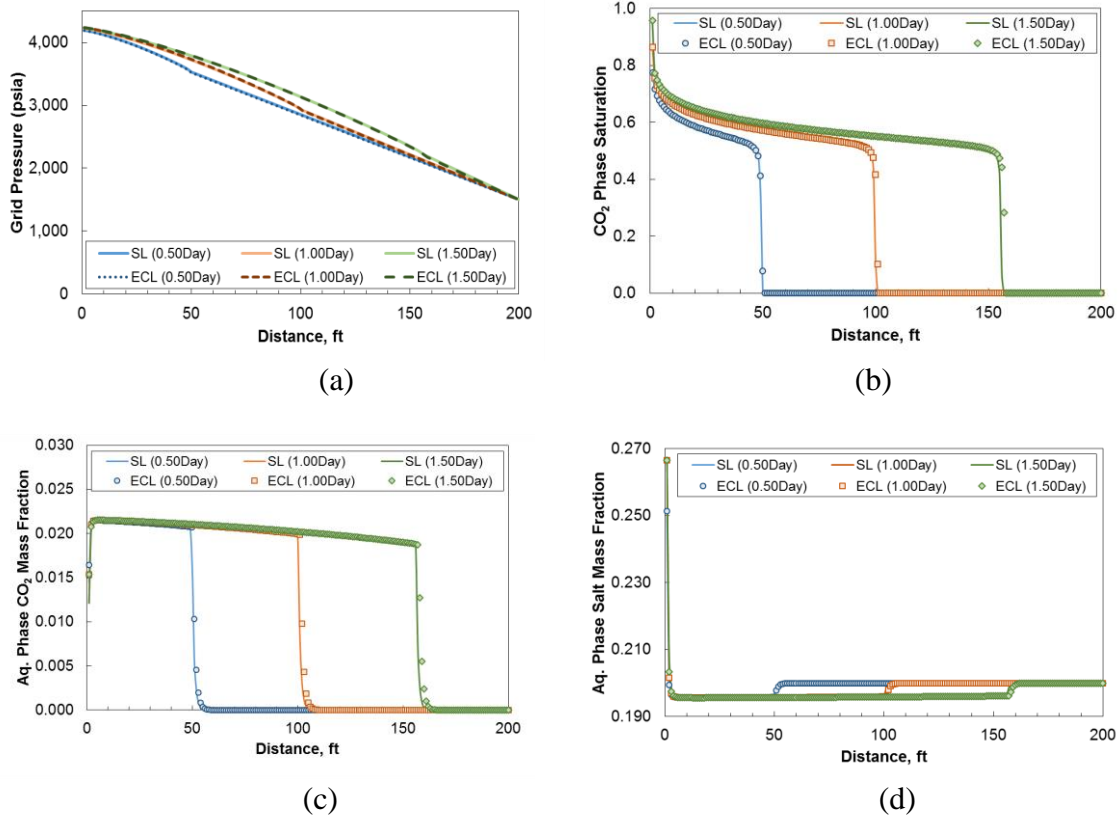 4,000
3,000
2,000
1,000
0
Grid Pressure (psia)
SL (0.50Day) SL (1.00Day) SL (1.50Day)
ECL (0.50Day) ECL (1.00Day) ECL (1.50Day)
0 50 100 150 200
Distance, ft
(a)
1.0
0.8
0.6
0.4
0.2
0.0
CO2 Phase Saturation
SL (0.50Day) SL (1.00Day) SL (1.50Day)
ECL (0.50Day) ECL (1.00Day) ECL (1.50Day)
0 50 100 150 200
Distance, ft
(b)
0.030
0.025
0.020
0.015
0.010
0.005
0.000
Aq. Phase CO2 Mass Fraction
SL (0.50Day) SL (1.00Day) SL (1.50Day)
ECL (0.50Day) ECL (1.00Day) ECL (1.50Day)
0 50 100 150 200
Distance, ft
(c)
0.270
0.250
0.230
0.210
0.190
Aq. Phase Salt Mass Fraction
SL (0.50Day) SL (1.00Day) SL (1.50Day)
ECL (0.50Day) ECL (1.00Day) ECL (1.50Day)
0 50 100 150 200
Distance, ft
(d)